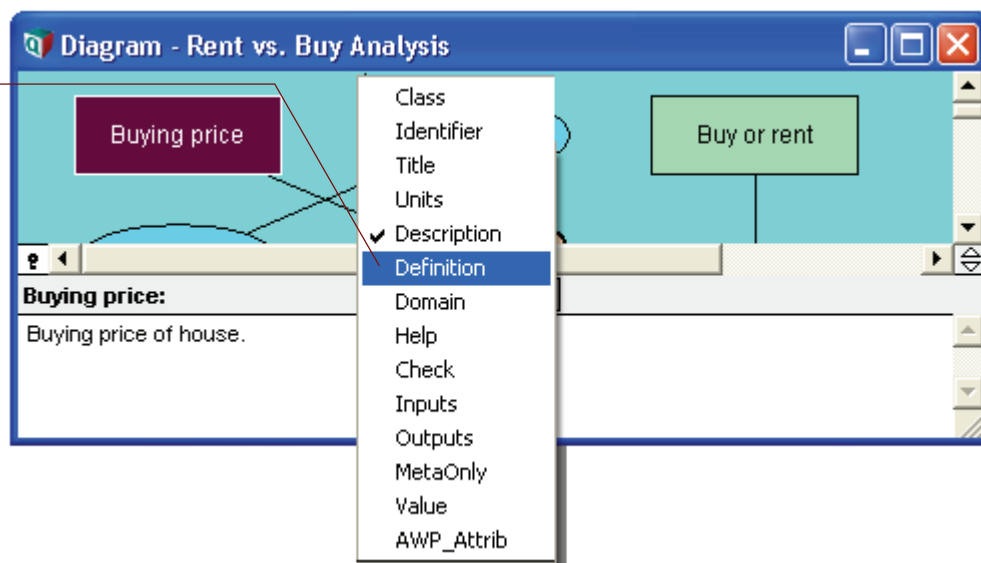 Diagram - Rent vs. Buy Analysis
Buying price
Buy or rent
Class
Identifier
Title
Units
Description
Definition
Domain
Help
Check
Inputs
Outputs
MetaOnly
Value
AWP_Attrib
?
Buying price:
Buying price of house.